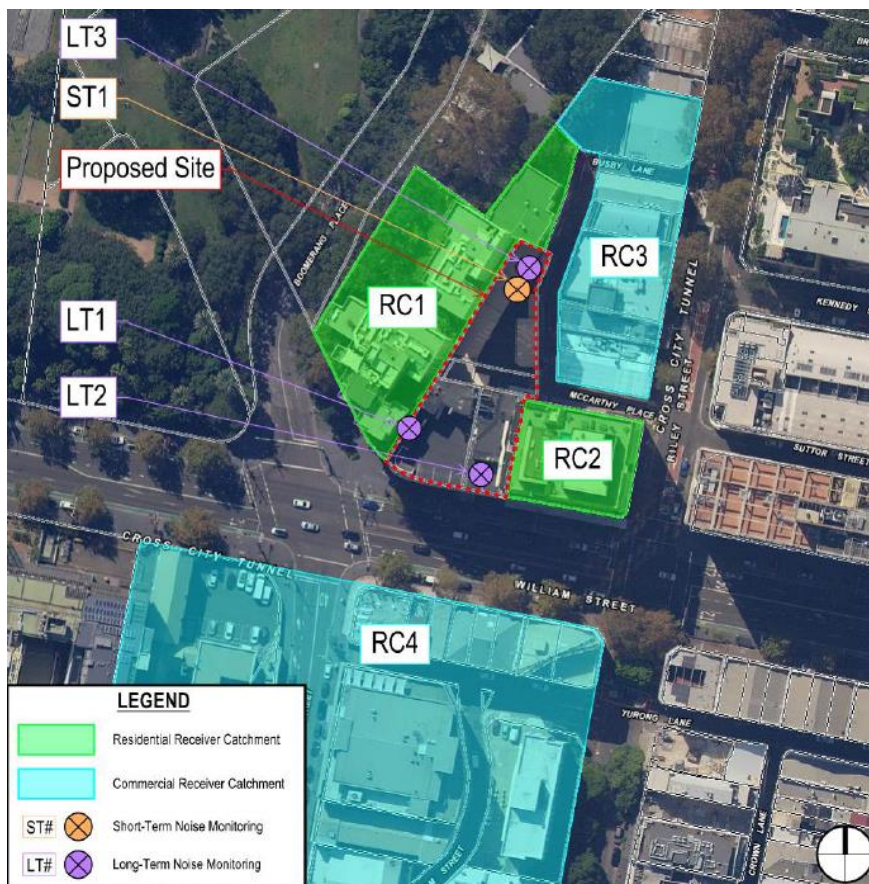 LT3
ST1
Proposed Site
LT1
LT2
RC1
RC2
RC3
RC4
BOOMERANG PLACE
BUSBY LANE
CROSS CITY TUNNEL
RILEY STREET
KENNEDY
MCCARTHY PLACE
SUTTOR STREET
CROSS CITY TUNNEL
WILLIAM STREET
YURONG LANE
CROWN LANE
STREET
LEGEND
Residential Receiver Catchment
Commercial Receiver Catchment
ST#
Short-Term Noise Monitoring
LT#
Long-Term Noise Monitoring